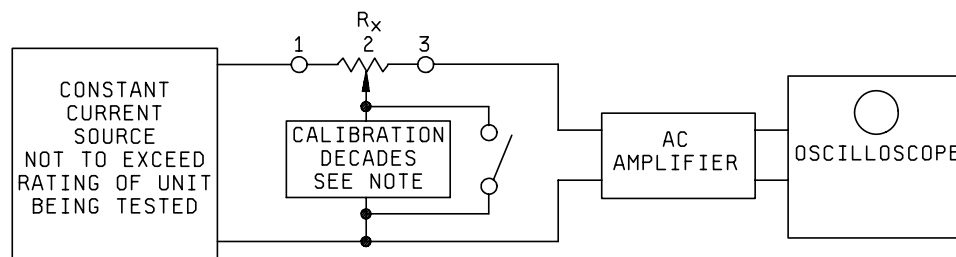 Rx
1 2 3
CONSTANT
CURRENT
SOURCE
NOT TO EXCEED
RATING OF UNIT
BEING TESTED
CALIBRATION
DECADES
SEE NOTE
AC
AMPLIFIER
OSCILLOSCOPE